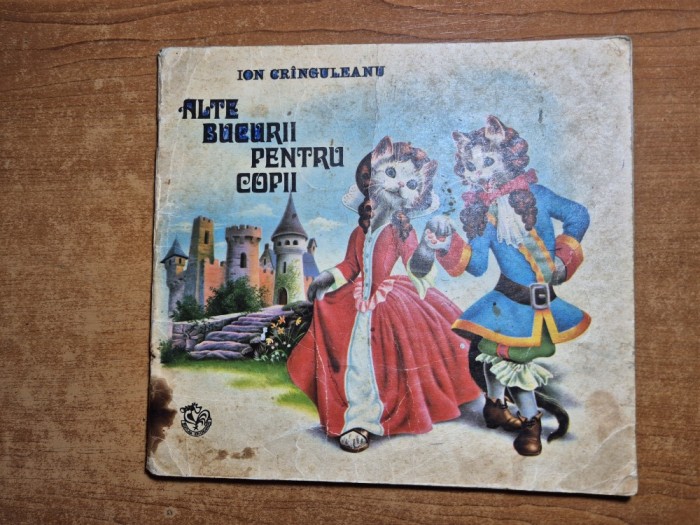 ION CRÎNGULEANU
ALTE
BUCURII
PENTRU
COPII